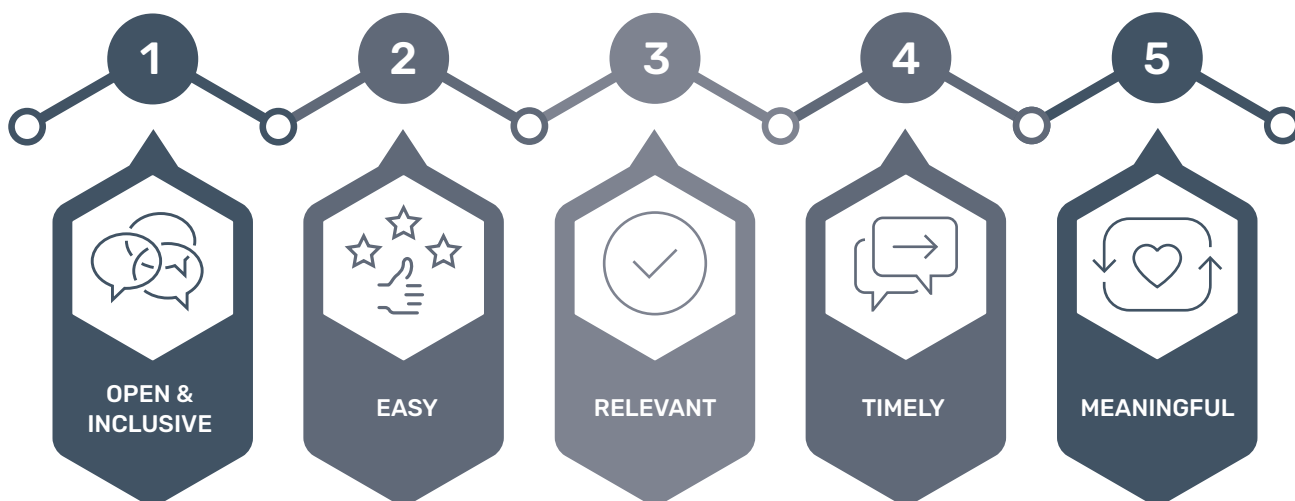 1
2
3
4
5
OPEN &
INCLUSIVE
EASY
RELEVANT
TIMELY
MEANINGFUL